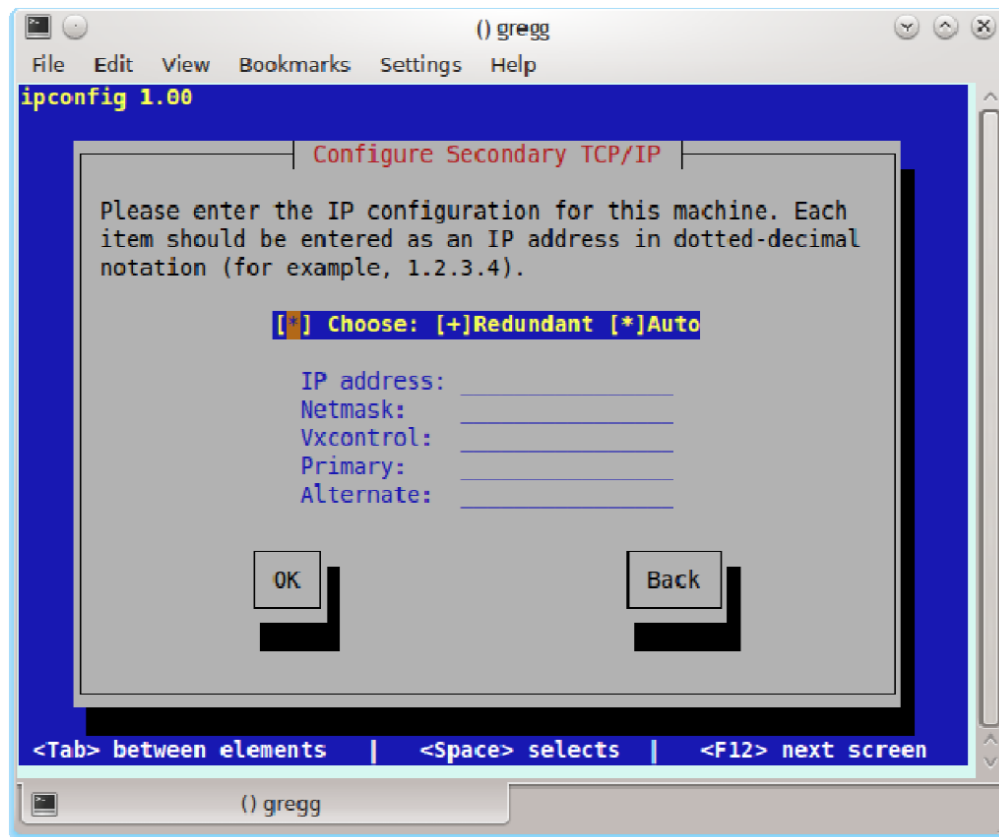 () gregg
File Edit View Bookmarks Settings Help
ipconfig 1.00
Configure Secondary TCP/IP
Please enter the IP configuration for this machine. Each
item should be entered as an IP address in dotted-decimal
notation (for example, 1.2.3.4).
[*] Choose: [+]Redundant [*]Auto
IP address:
Netmask:
Vxcontrol:
Primary:
Alternate:
OK Back
<Tab> between elements | <Space> selects | <F12> next screen
() gregg